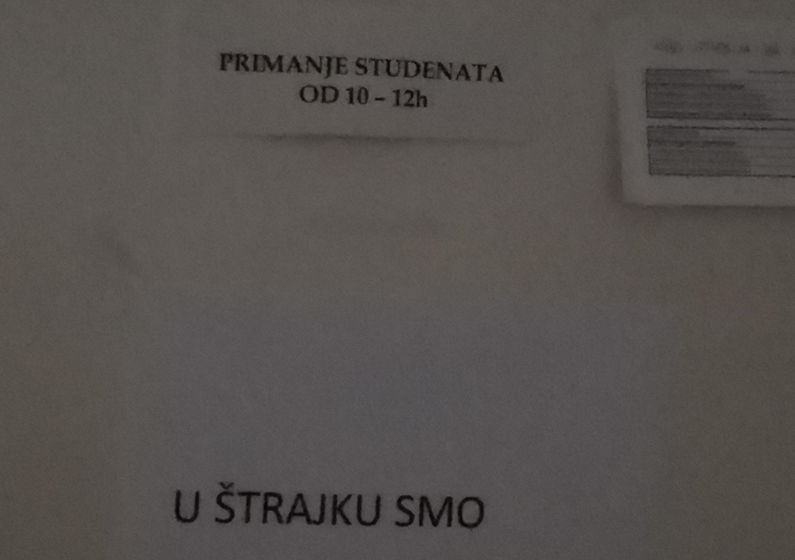 PRIMANJE STUDENATA
OD 10 – 12h
U ŠTRAJKU SMO